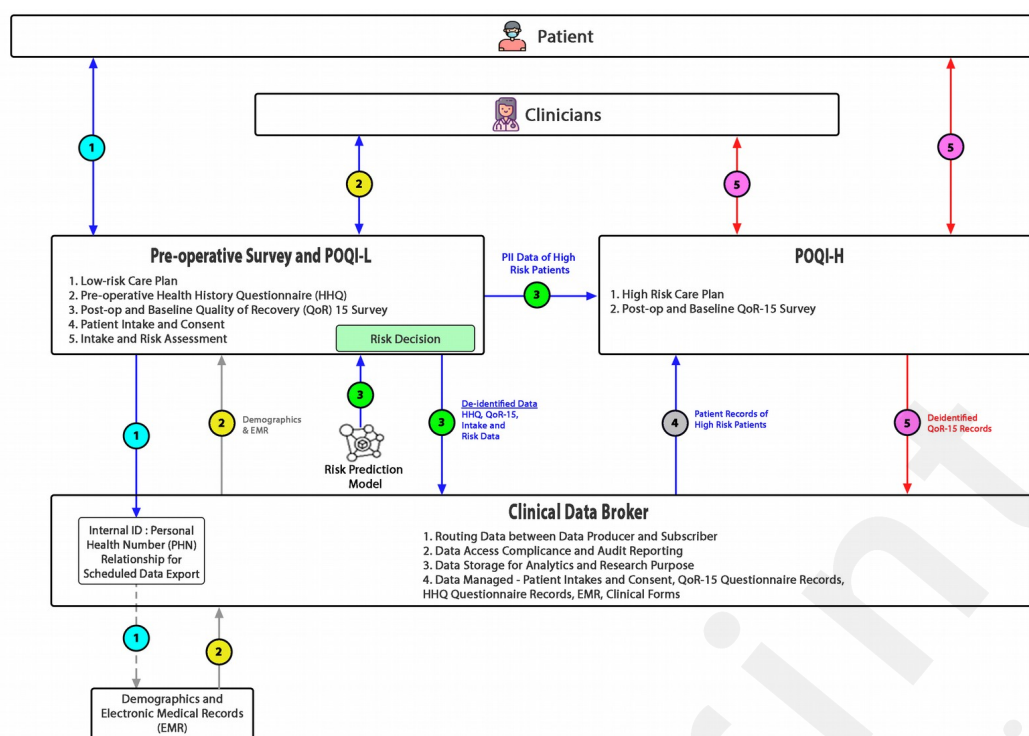 Patient
Clinicians
1
2
5
5
Pre-operative Survey and POQI-L
1. Low-risk Care Plan
2. Pre-operative Health History Questionnaire (HHQ)
3. Post-op and Baseline Quality of Recovery (QoR) 15 Survey
4. Patient Intake and Consent
5. Intake and Risk Assessment
Risk Decision
PII Data of High
Risk Patients
3
POQI-H
1. High Risk Care Plan
2. Post-op and Baseline QoR-15 Survey
1
2
Demographics
& EMR
3
Risk Prediction
Model
3
De-identified Data
HHQ, QoR-15,
Intake and
Risk Data
4
Patient Records of
High Risk Patients
5
Deidentified
QoR-15 Records
Clinical Data Broker
1. Routing Data between Data Producer and Subscriber
2. Data Access Complicance and Audit Reporting
3. Data Storage for Analytics and Research Purpose
4. Data Managed - Patient Intakes and Consent, QoR-15 Questionnaire Records,
HHQ Questionnaire Records, EMR, Clinical Forms
Internal ID : Personal
Health Number (PHN)
Relationship for
Scheduled Data Export
1
2
Demographics and
Electronic Medical Records
(EMR)